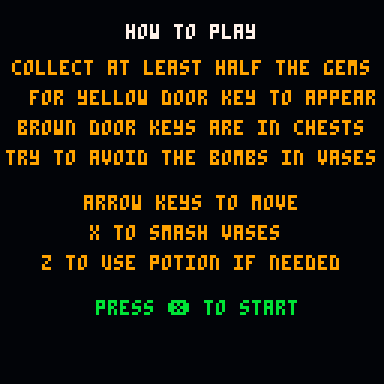 HOW TO PLAY
COLLECT AT LEAST HALF THE GEMS
FOR YELLOW DOOR KEY TO APPEAR
BROWN DOOR KEYS ARE IN CHESTS
TRY TO AVOID THE BOMBS IN VASES
ARROW KEYS TO MOVE
X TO SMASH VASES
Z TO USE POTION IF NEEDED
PRESS ❎ TO START